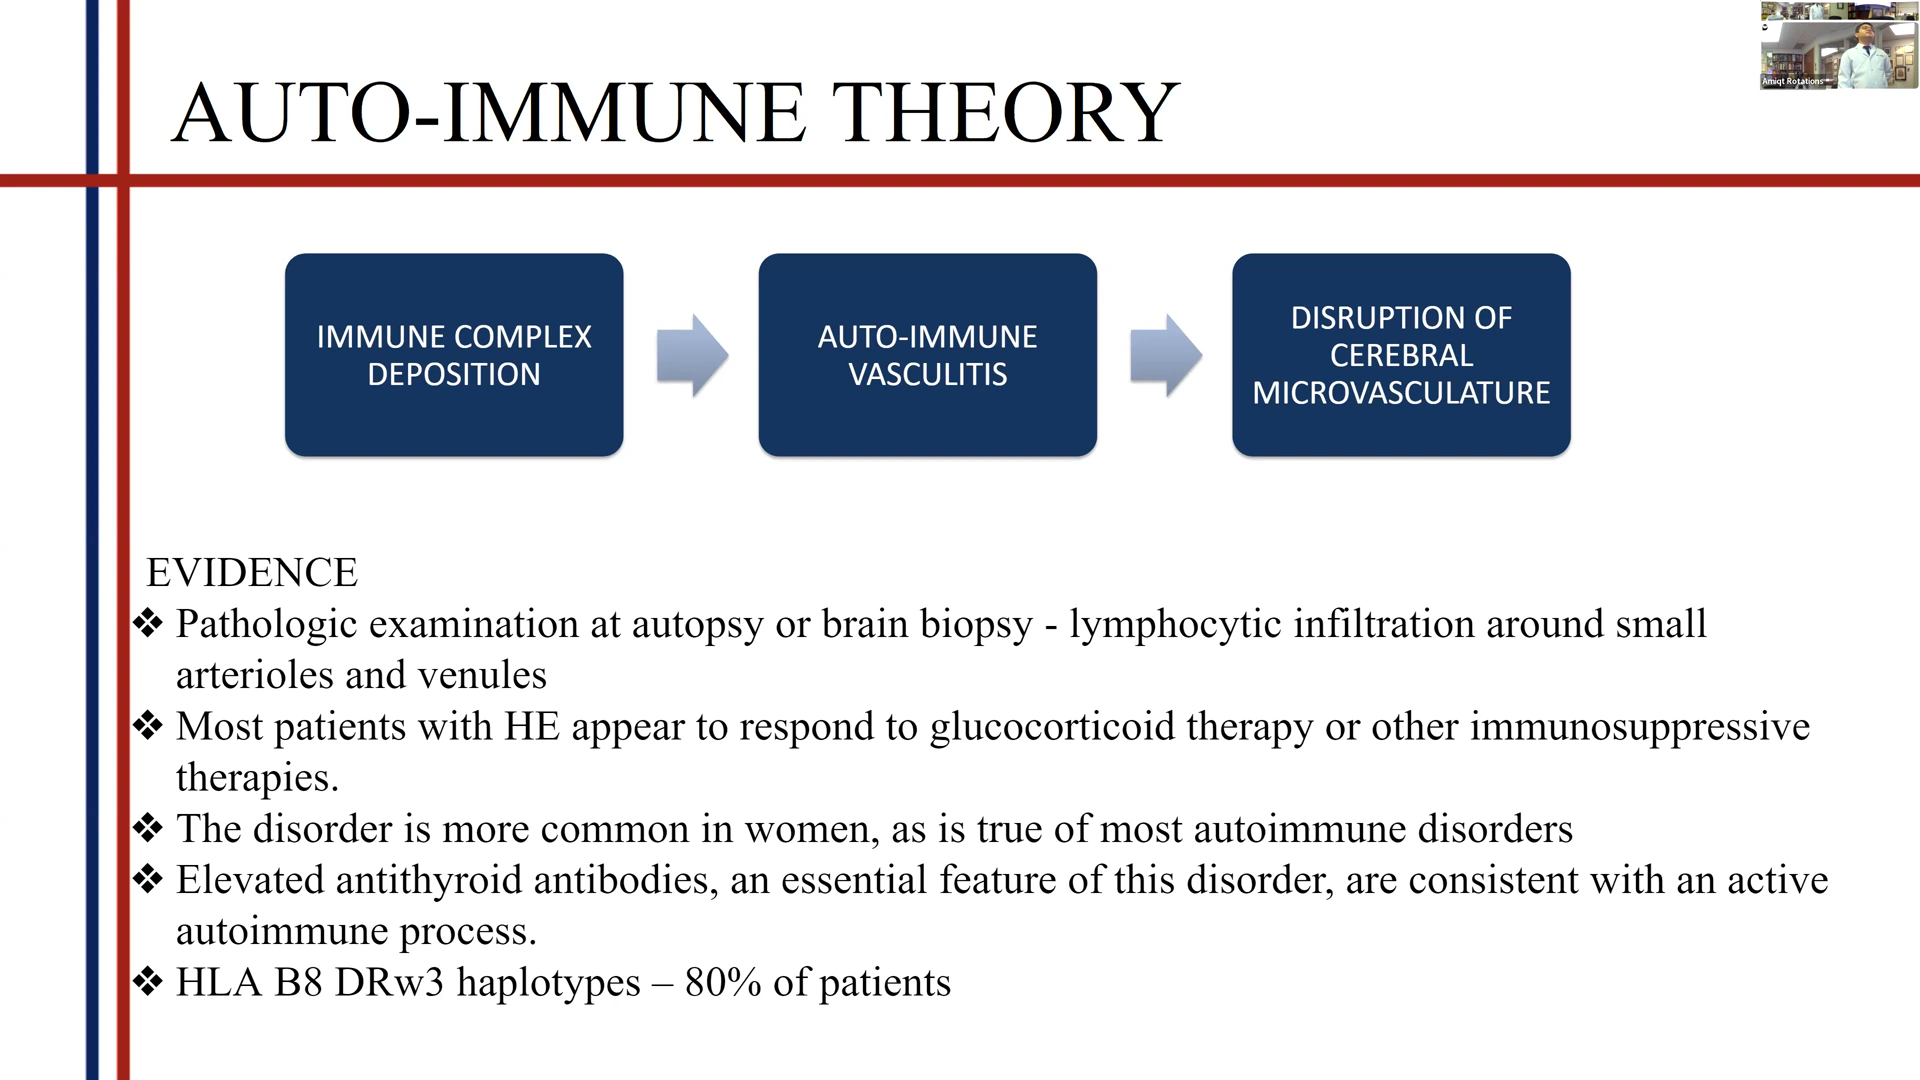 AUTO-IMMUNE THEORY
Amiqt Rotations
IMMUNE COMPLEX
DEPOSITION
AUTO-IMMUNE
VASCULITIS
DISRUPTION OF
CEREBRAL
MICROVASCULATURE
EVIDENCE
❖ Pathologic examination at autopsy or brain biopsy - lymphocytic infiltration around small
arterioles and venules
❖ Most patients with HE appear to respond to glucocorticoid therapy or other immunosuppressive
therapies.
❖ The disorder is more common in women, as is true of most autoimmune disorders
❖ Elevated antithyroid antibodies, an essential feature of this disorder, are consistent with an active
autoimmune process.
❖ HLA B8 DRw3 haplotypes – 80% of patients